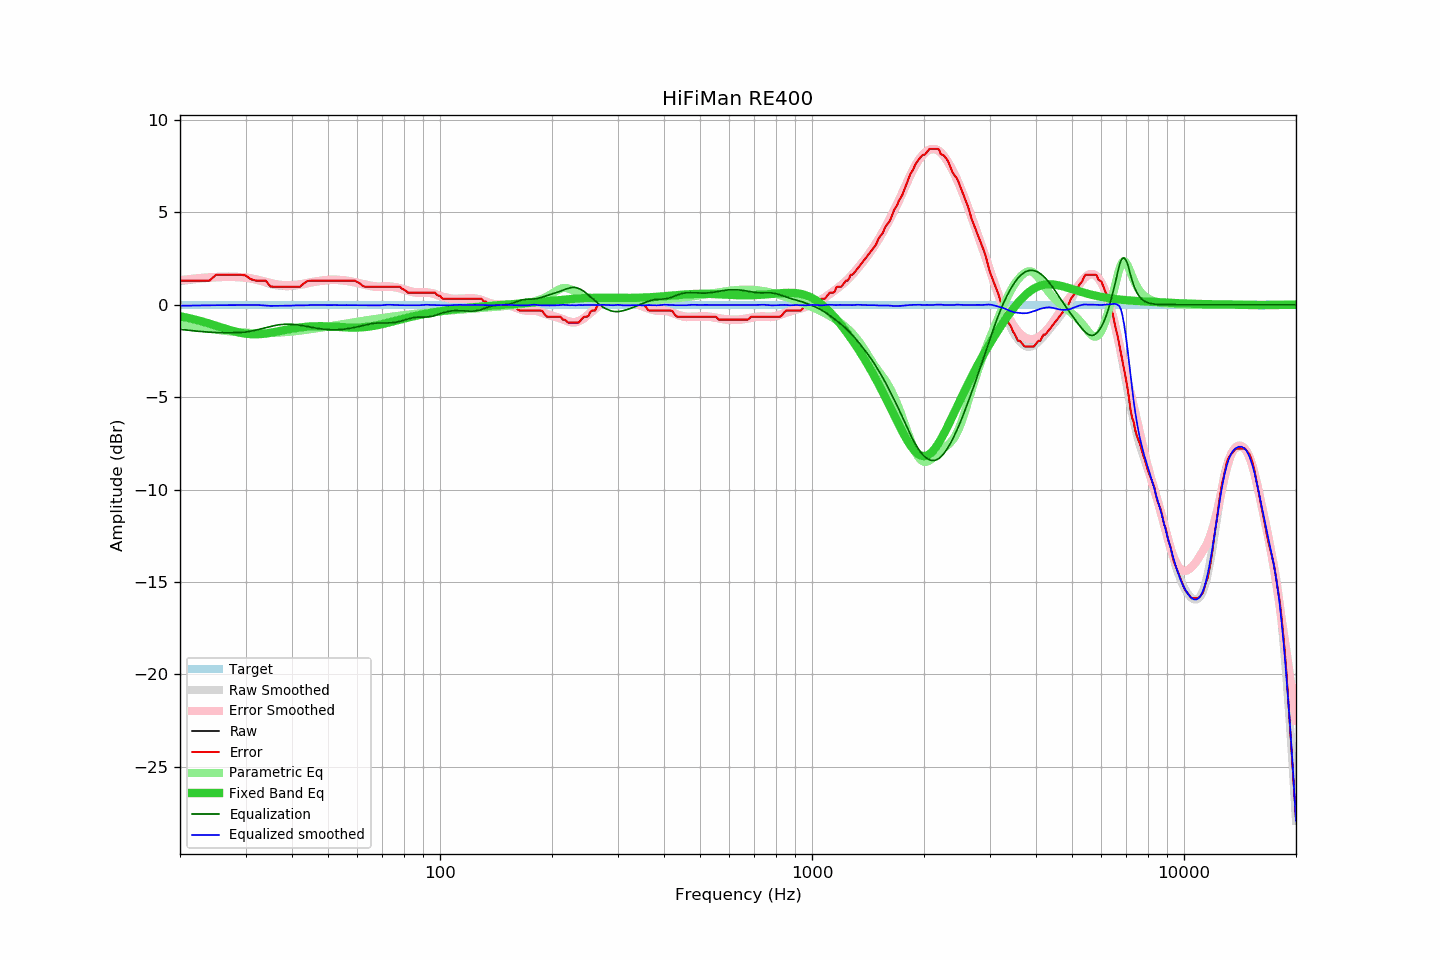 HiFiMan RE400
10
5
0
−5
−10
−15
−20
−25
Amplitude (dBr)
Target
Raw Smoothed
Error Smoothed
Raw
Error
Parametric Eq
Fixed Band Eq
Equalization
Equalized smoothed
100
1000
10000
Frequency (Hz)